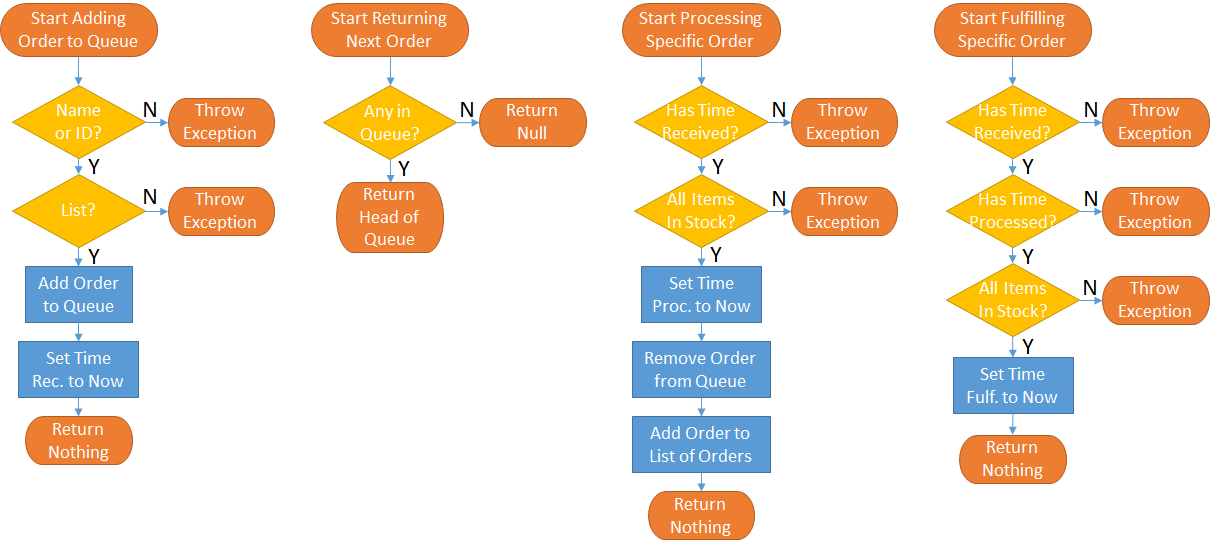 Start Adding
Order to Queue
Name
or ID?
N
Throw
Exception
Y
List?
N
Throw
Exception
Y
Add Order
to Queue
Set Time
Rec. to Now
Return
Nothing
Start Returning
Next Order
Any in
Queue?
N
Return
Null
Y
Return
Head of
Queue
Start Processing
Specific Order
Has Time
Received?
N
Throw
Exception
Y
All Items
In Stock?
N
Throw
Exception
Y
Set Time
Proc. to Now
Remove Order
from Queue
Add Order to
List of Orders
Return
Nothing
Start Fulfilling
Specific Order
Has Time
Received?
N
Throw
Exception
Y
Has Time
Processed?
N
Throw
Exception
Y
All Items
In Stock?
N
Throw
Exception
Y
Set Time
Fulf. to Now
Return
Nothing